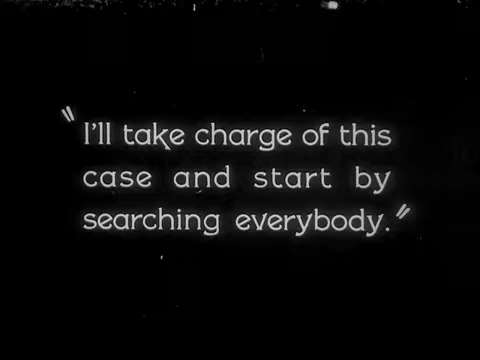 "I'll take charge of this
case and start by
searching everybody."